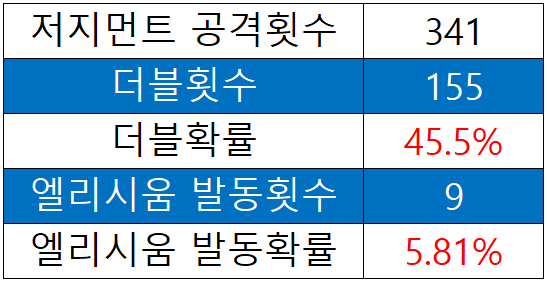 저지먼트 공격횟수 341
더블횟수 155
더블확률 45.5%
엘리시움 발동횟수 9
엘리시움 발동확률 5.81%